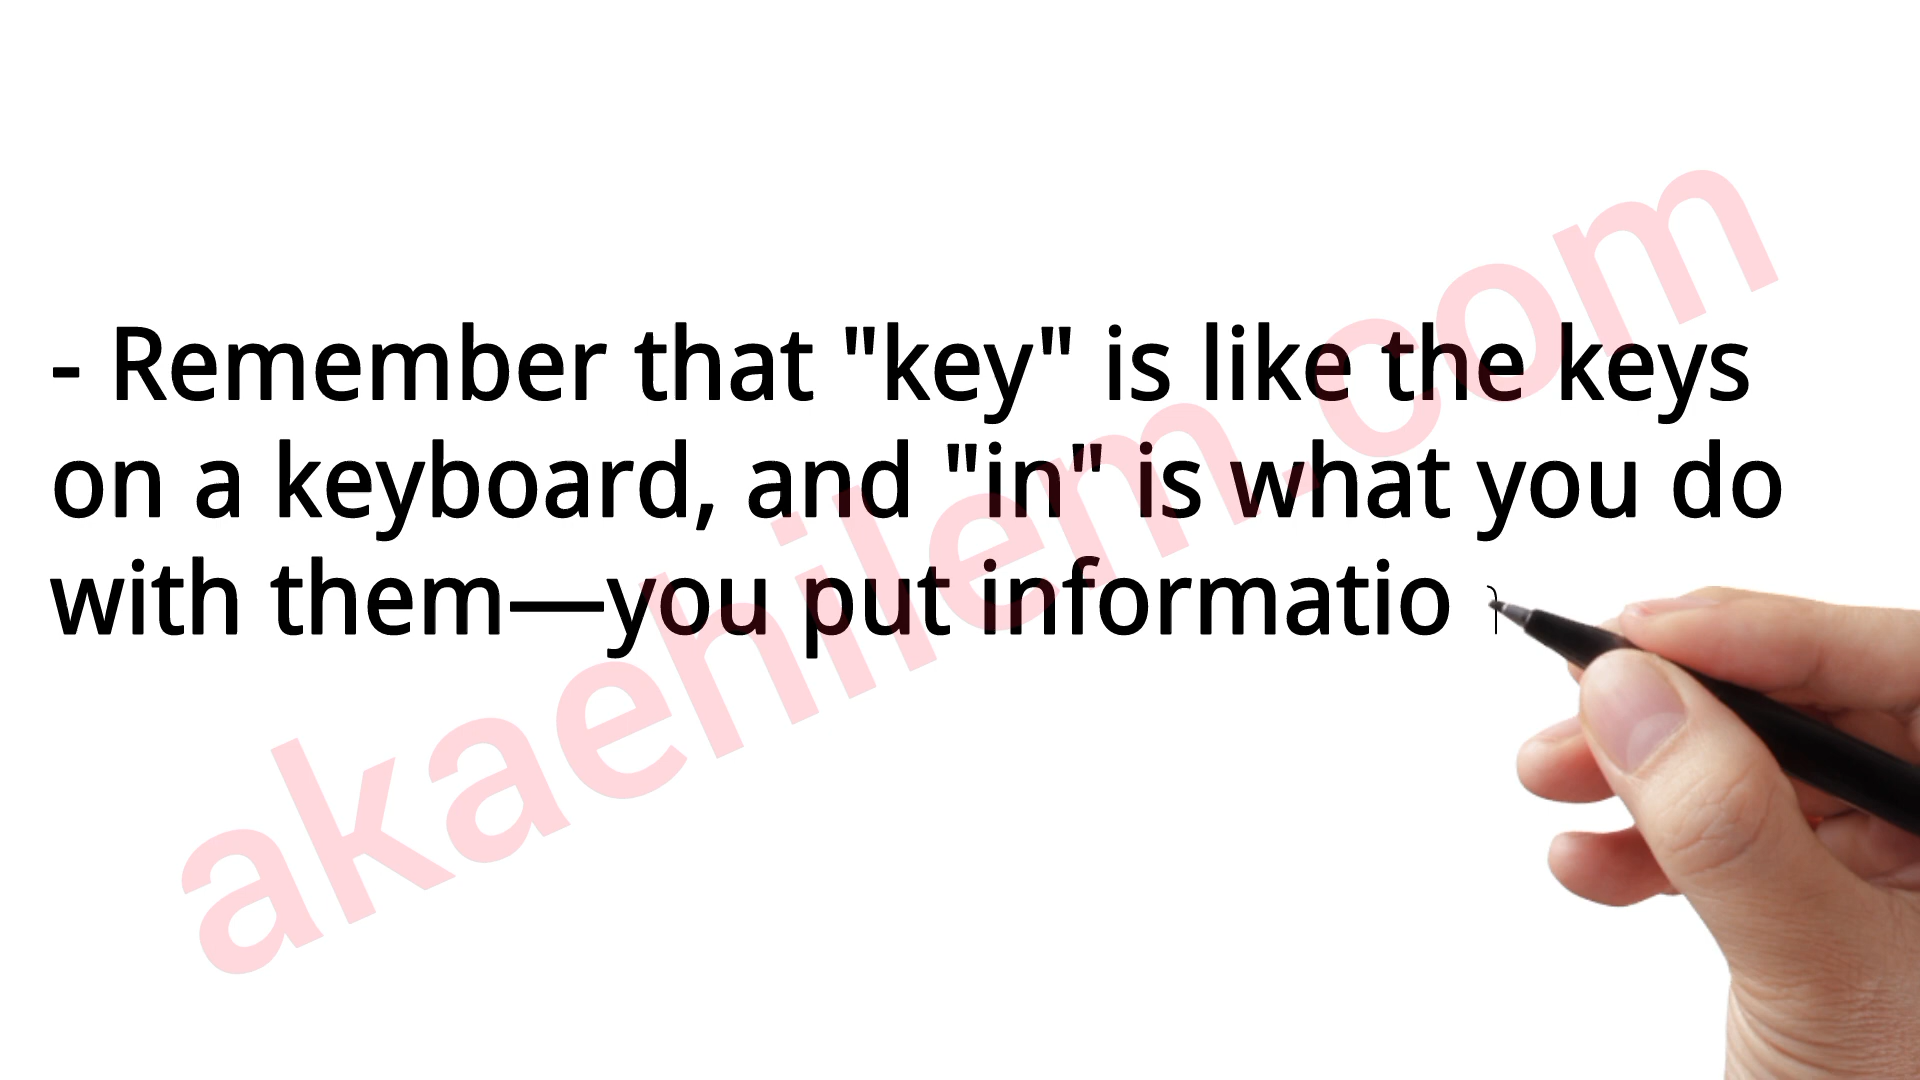 - Remember that "key" is like the keys
on a keyboard, and "in" is what you do
with them—you put informatio
akaehilem.com